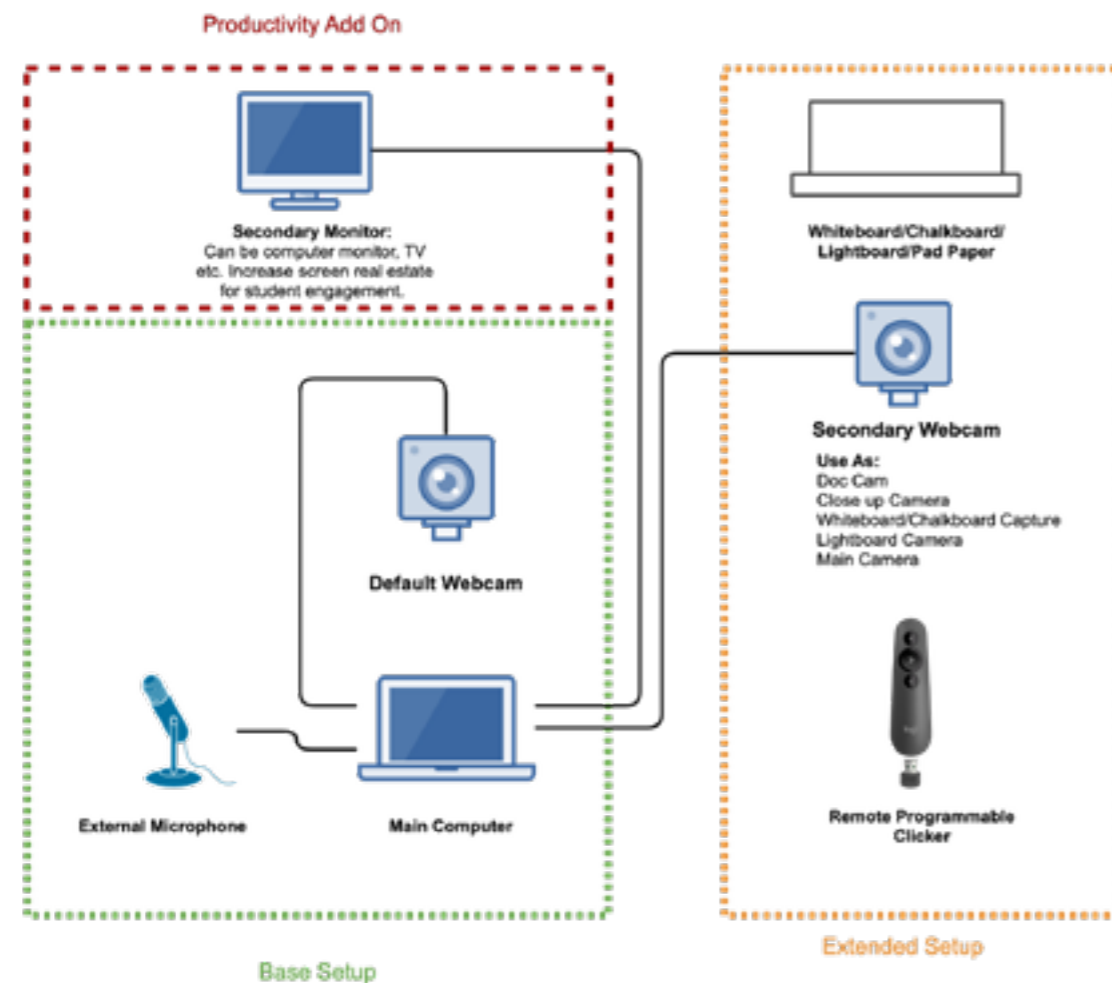 Productivity Add On
Secondary Monitor:
Can be computer monitor, TV
etc. Increase screen real estate
for student engagement.
Whiteboard/Chalkboard/
Lightboard/Pad Paper
Secondary Webcam
Use As:
Doc Cam
Close up Camera
Whiteboard/Chalkboard Capture
Lightboard Camera
Main Camera
Default Webcam
External Microphone
Main Computer
Remote Programmable
Clicker
Base Setup
Extended Setup